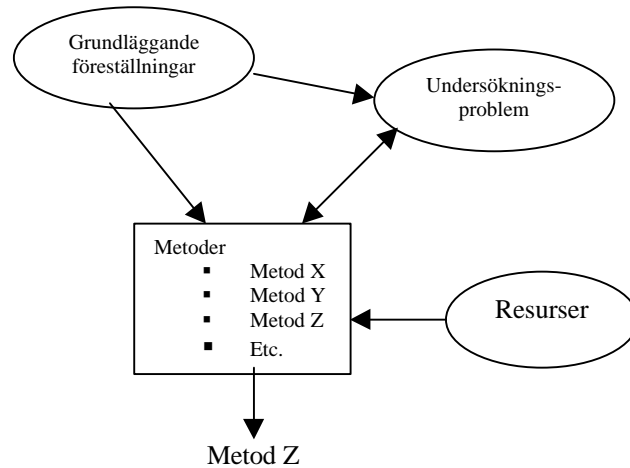 Grundläggande
föreställningar
Undersöknings-
problem
Metoder
▪ Metod X
▪ Metod Y
▪ Metod Z
▪ Etc.
Resurser
Metod Z